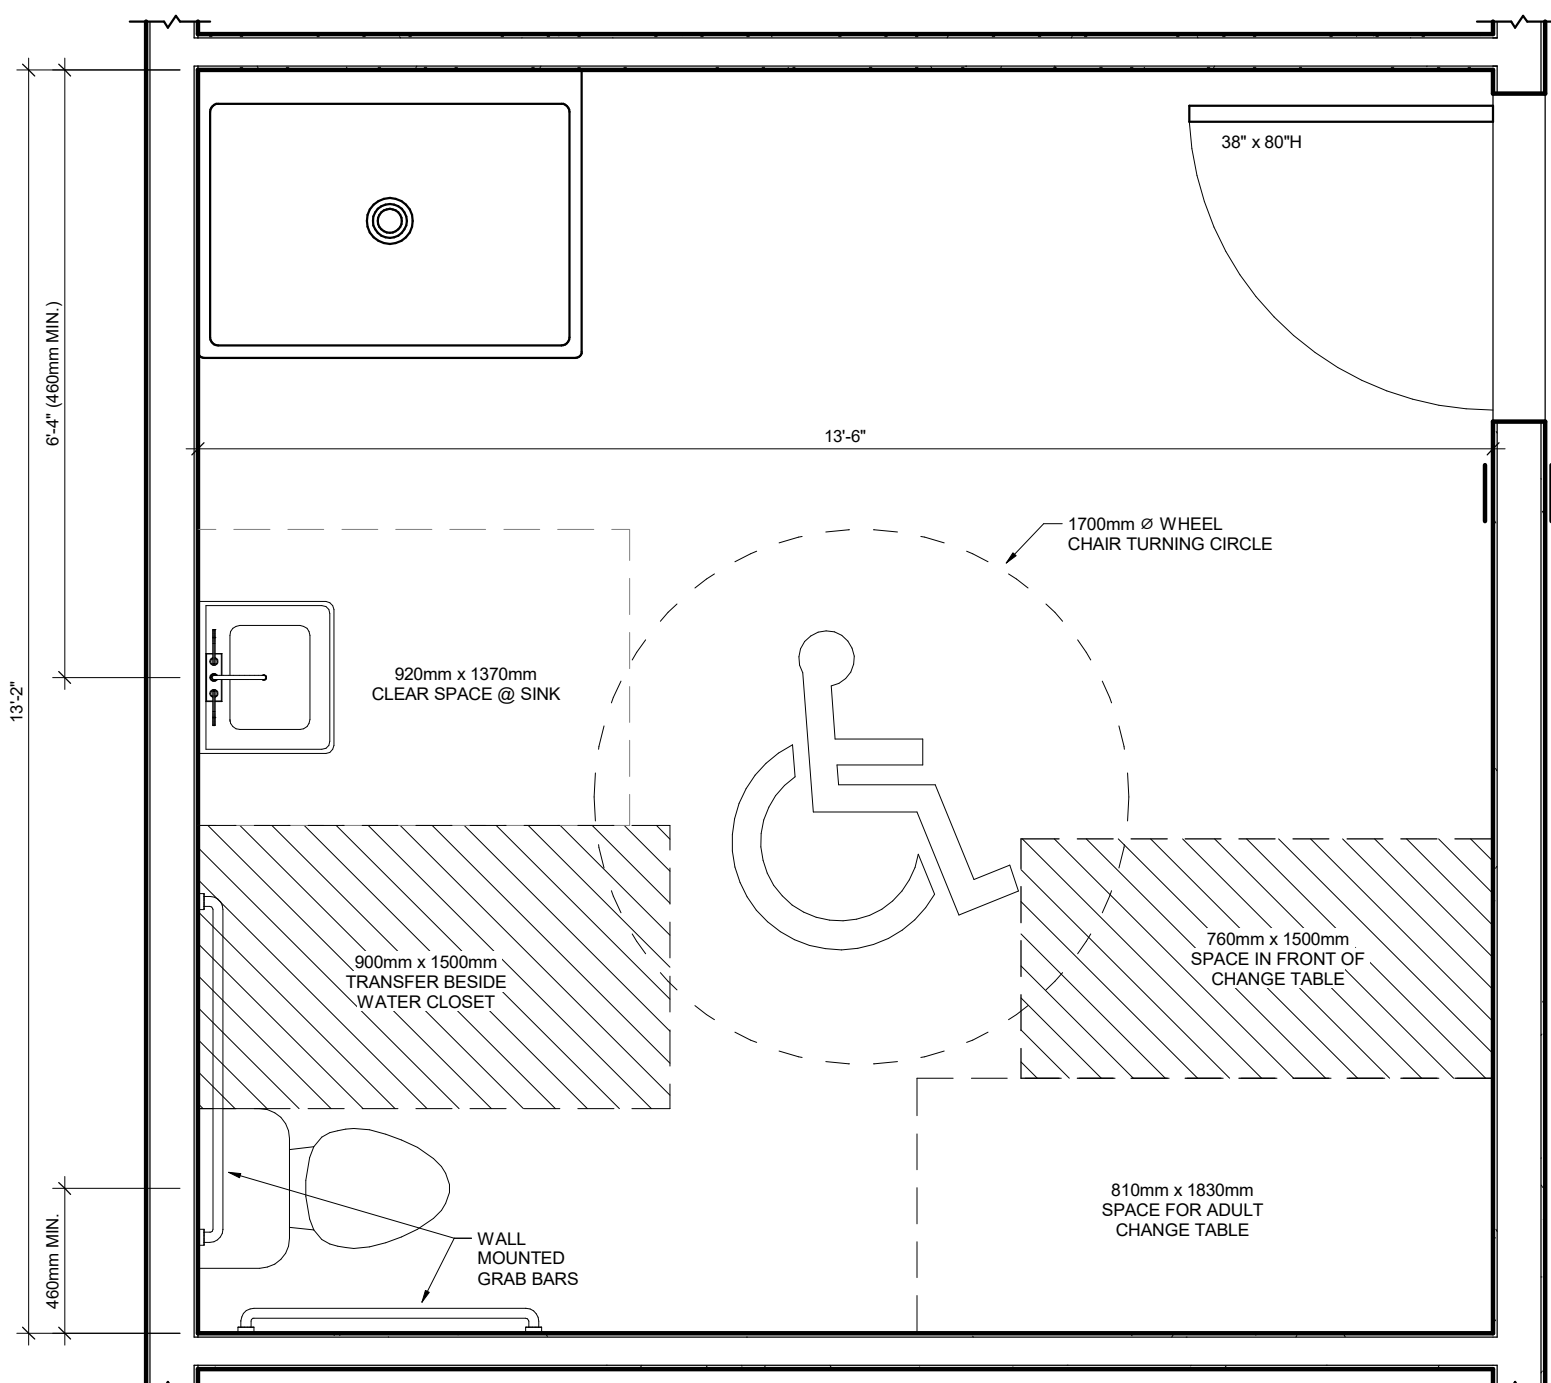 38" x 80"H
6'-4" (460mm MIN.)
13'-6"
1700mm Ø WHEEL
CHAIR TURNING CIRCLE
920mm x 1370mm
CLEAR SPACE @ SINK
13'-2"
900mm x 1500mm
TRANSFER BESIDE
WATER CLOSET
760mm x 1500mm
SPACE IN FRONT OF
CHANGE TABLE
810mm x 1830mm
SPACE FOR ADULT
CHANGE TABLE
460mm MIN.
WALL
MOUNTED
GRAB BARS